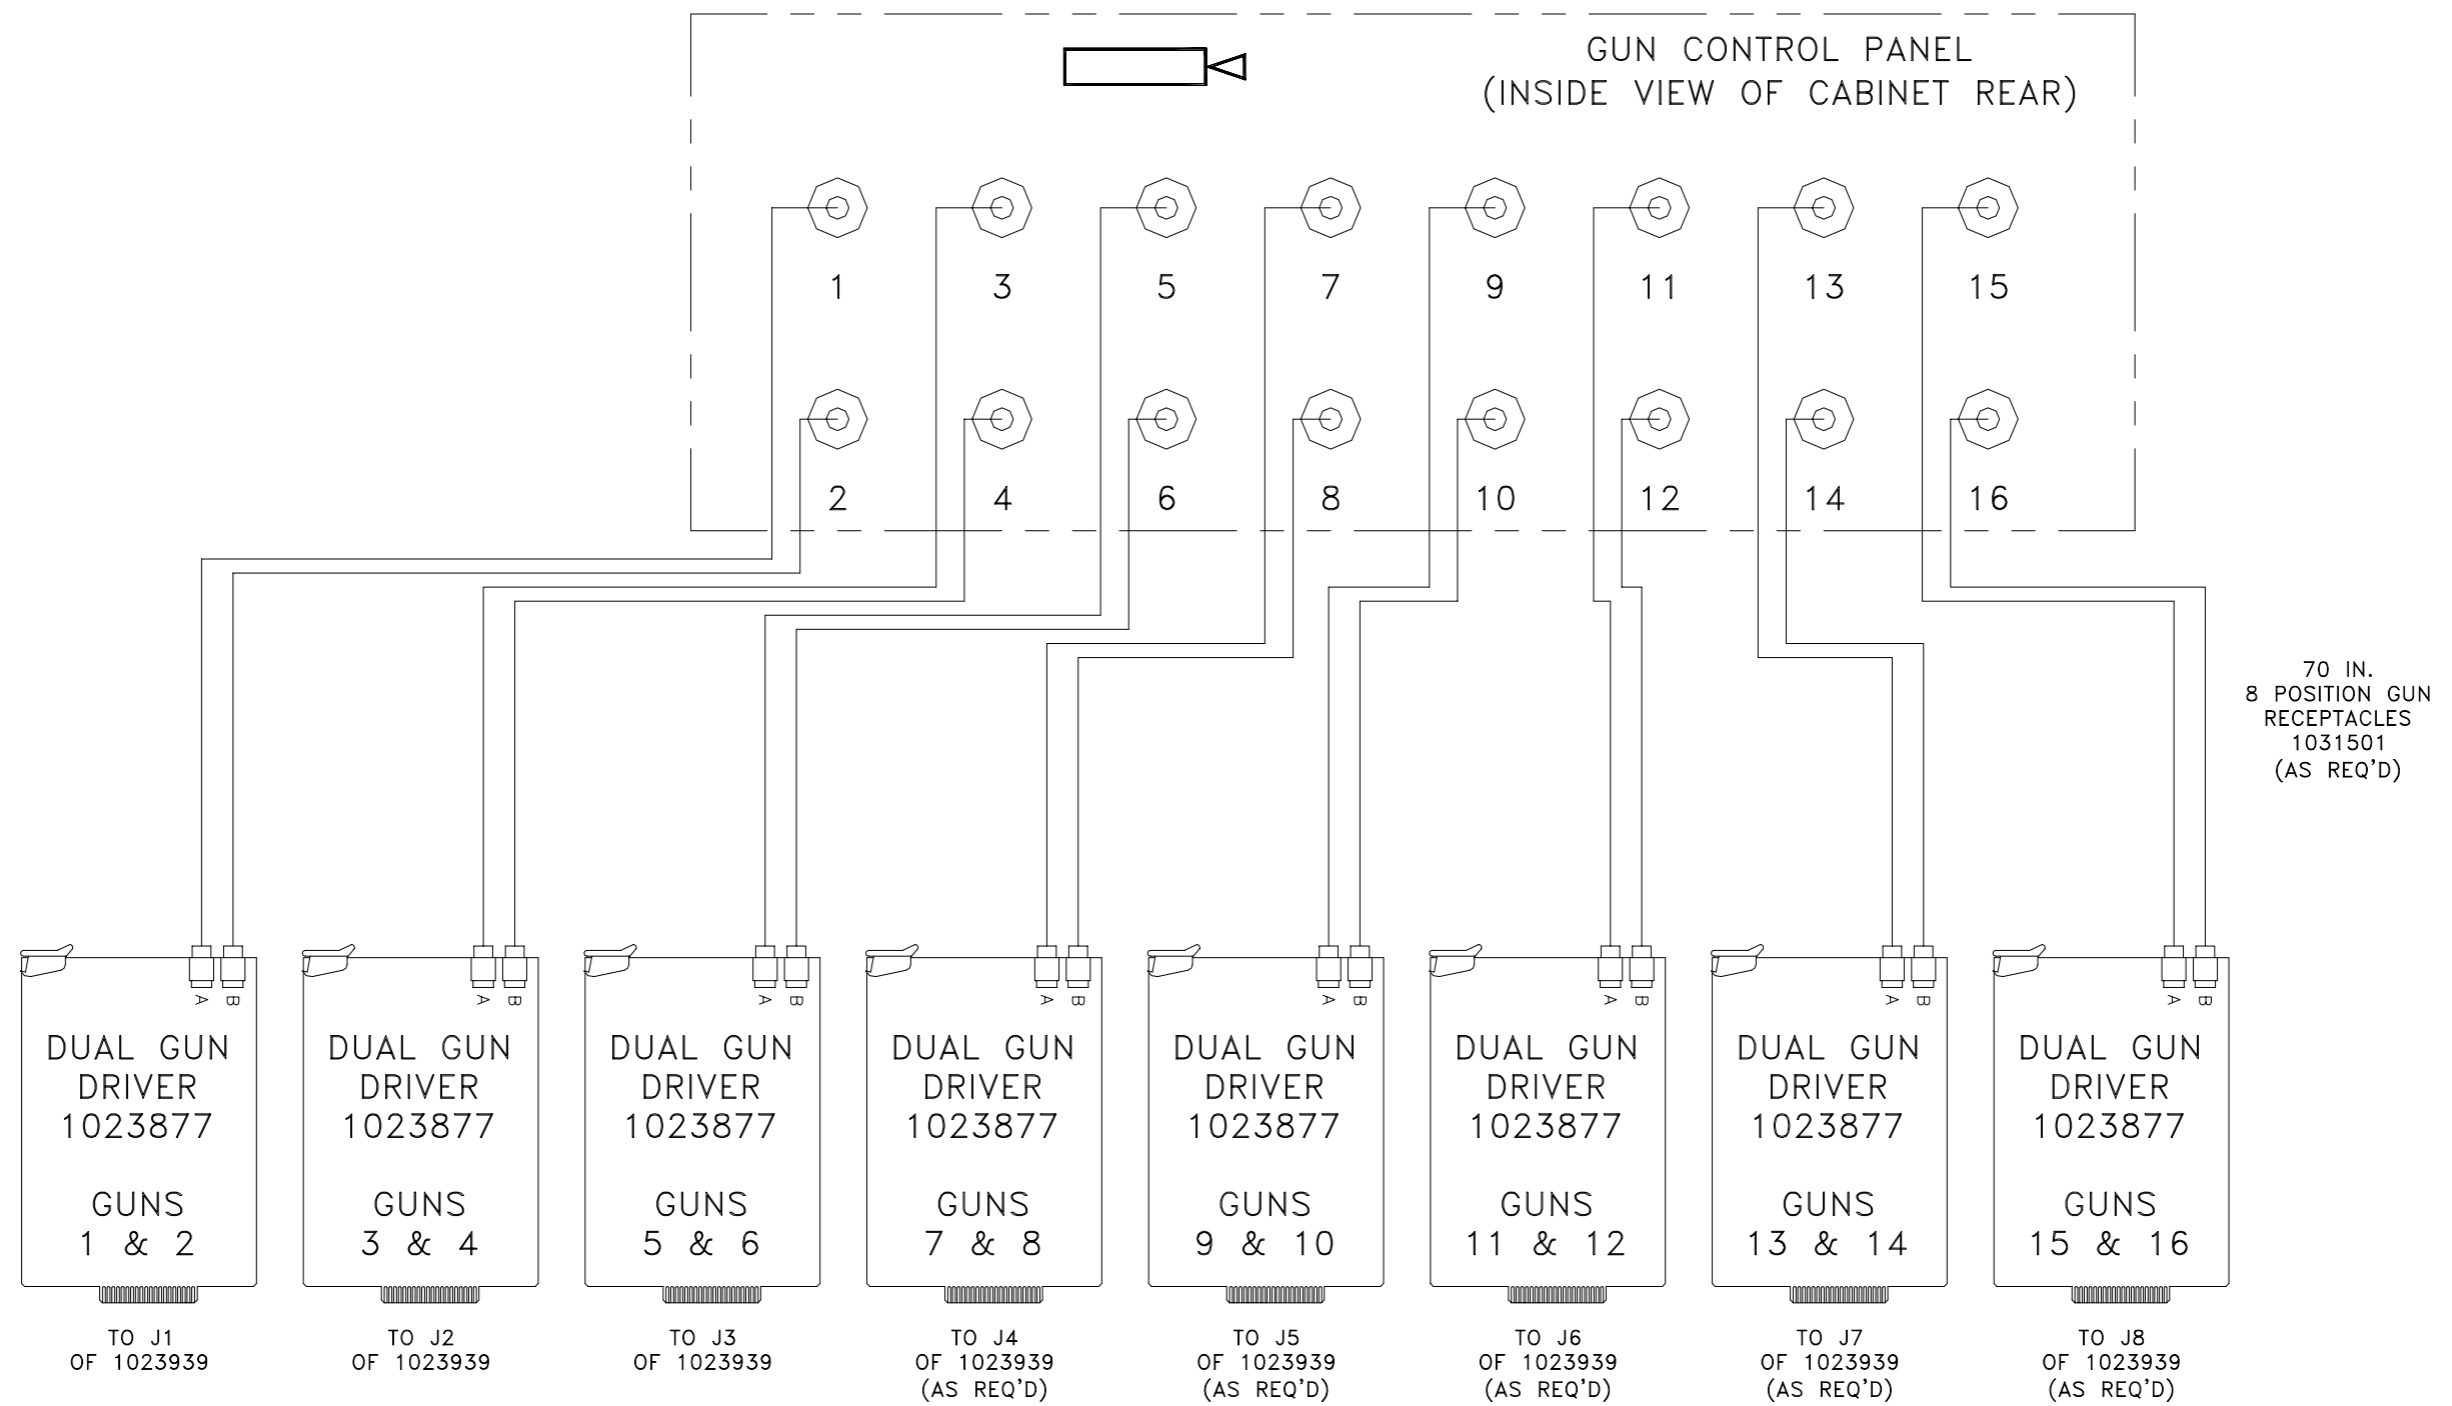 GUN CONTROL PANEL
(INSIDE VIEW OF CABINET REAR)
1 3 5 7 9 11 13 15
2 4 6 8 10 12 14 16
70 IN.
8 POSITION GUN
RECEPTACLES
1031501
(AS REQ'D)
A B A B A B A B A B A B A B A B
DUAL GUN
DRIVER
1023877
GUNS
1 & 2
TO J1
OF 1023939
DUAL GUN
DRIVER
1023877
GUNS
3 & 4
TO J2
OF 1023939
DUAL GUN
DRIVER
1023877
GUNS
5 & 6
TO J3
OF 1023939
DUAL GUN
DRIVER
1023877
GUNS
7 & 8
TO J4
OF 1023939
(AS REQ'D)
DUAL GUN
DRIVER
1023877
GUNS
9 & 10
TO J5
OF 1023939
(AS REQ'D)
DUAL GUN
DRIVER
1023877
GUNS
11 & 12
TO J6
OF 1023939
(AS REQ'D)
DUAL GUN
DRIVER
1023877
GUNS
13 & 14
TO J7
OF 1023939
(AS REQ'D)
DUAL GUN
DRIVER
1023877
GUNS
15 & 16
TO J8
OF 1023939
(AS REQ'D)